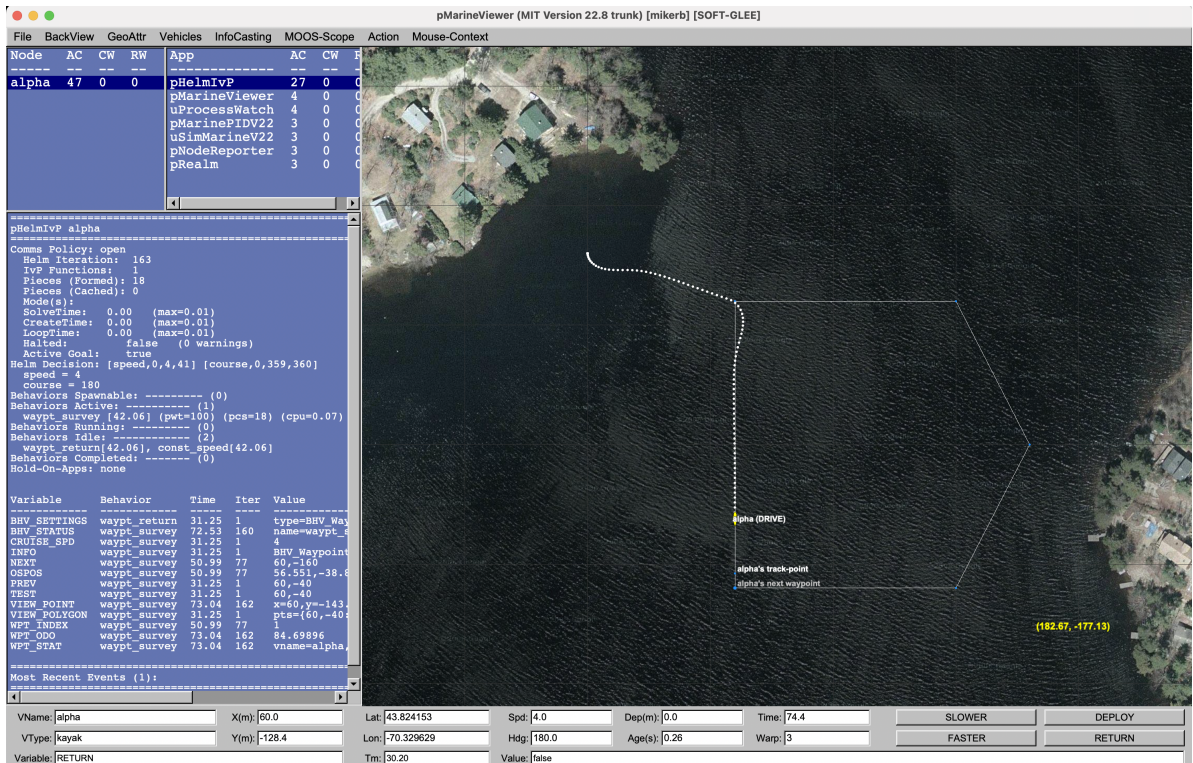 pMarineViewer (MIT Version 22.8 trunk) [mikerb] [SOFT-GLEE]
File BackView GeoAttr Vehicles InfoCasting MOOS-Scope Action Mouse-Context
Node AC CW RW
----- -- -- --
alpha 47 0 0
App AC CW R
------------- -- --
pHelmIvP 27 0 0
pMarineViewer 4 0 0
uProcessWatch 4 0 0
pMarinePIDV22 3 0 0
uSimMarineV22 3 0 0
pNodeReporter 3 0 0
pRealm 3 0 0
pHelmIvP alpha
Comms Policy: open
Helm Iteration: 163
IvP Functions: 1
Pieces (Formed): 18
Pieces (Cached): 0
Mode(s):
SolveTime: 0.00 (max=0.01)
CreateTime: 0.00 (max=0.01)
LoopTime: 0.00 (max=0.01)
Halted: false (0 warnings)
Active Goal: true
Helm Decision: [speed,0,4,41] [course,0,359,360]
speed = 4
course = 180
Behaviors Spawnable: --------- (0)
Behaviors Active: ---------- (1)
waypt_survey [42.06] (pwt=100) (pcs=18) (cpu=0.07)
Behaviors Running: --------- (0)
Behaviors Idle: ------------ (2)
waypt_return[42.06], const_speed[42.06]
Behaviors Completed: ------- (0)
Hold-On-Apps: none
Variable Behavior Time Iter Value
BHV_SETTINGS waypt_return 31.25 1 type=BHV_Way
BHV_STATUS waypt_survey 72.53 160 name=waypt_s
CRUISE_SPD waypt_survey 31.25 1 4
INFO waypt_survey 31.25 1 BHV_Waypoint
NEXT waypt_survey 50.99 77 60,-160
OSPOS waypt_survey 50.99 77 56.551,-38.8
PREV waypt_survey 31.25 1 60,-40
TEST waypt_survey 31.25 1 60,-40
VIEW_POINT waypt_survey 73.04 162 x=60,y=-143.
VIEW_POLYGON waypt_survey 31.25 1 pts={60,-40:
WPT_INDEX waypt_survey 50.99 77 1
WPT_ODO waypt_survey 73.04 162 84.69896
WPT_STAT waypt_survey 73.04 162 vname=alpha,
Most Recent Events (1):
alpha (DRIVE)
alpha's track-point
alpha's next waypoint
(182.67, -177.13)
VName: alpha X(m): 60.0 Lat: 43.824153 Spd: 4.0 Dep(m): 0.0 Time: 74.4 SLOWER DEPLOY
VType: kayak Y(m): -128.4 Lon: -70.329629 Hdg: 180.0 Age(s): 0.26 Warp: 3 FASTER RETURN
Variable: RETURN Tm: 30.20 Value: false